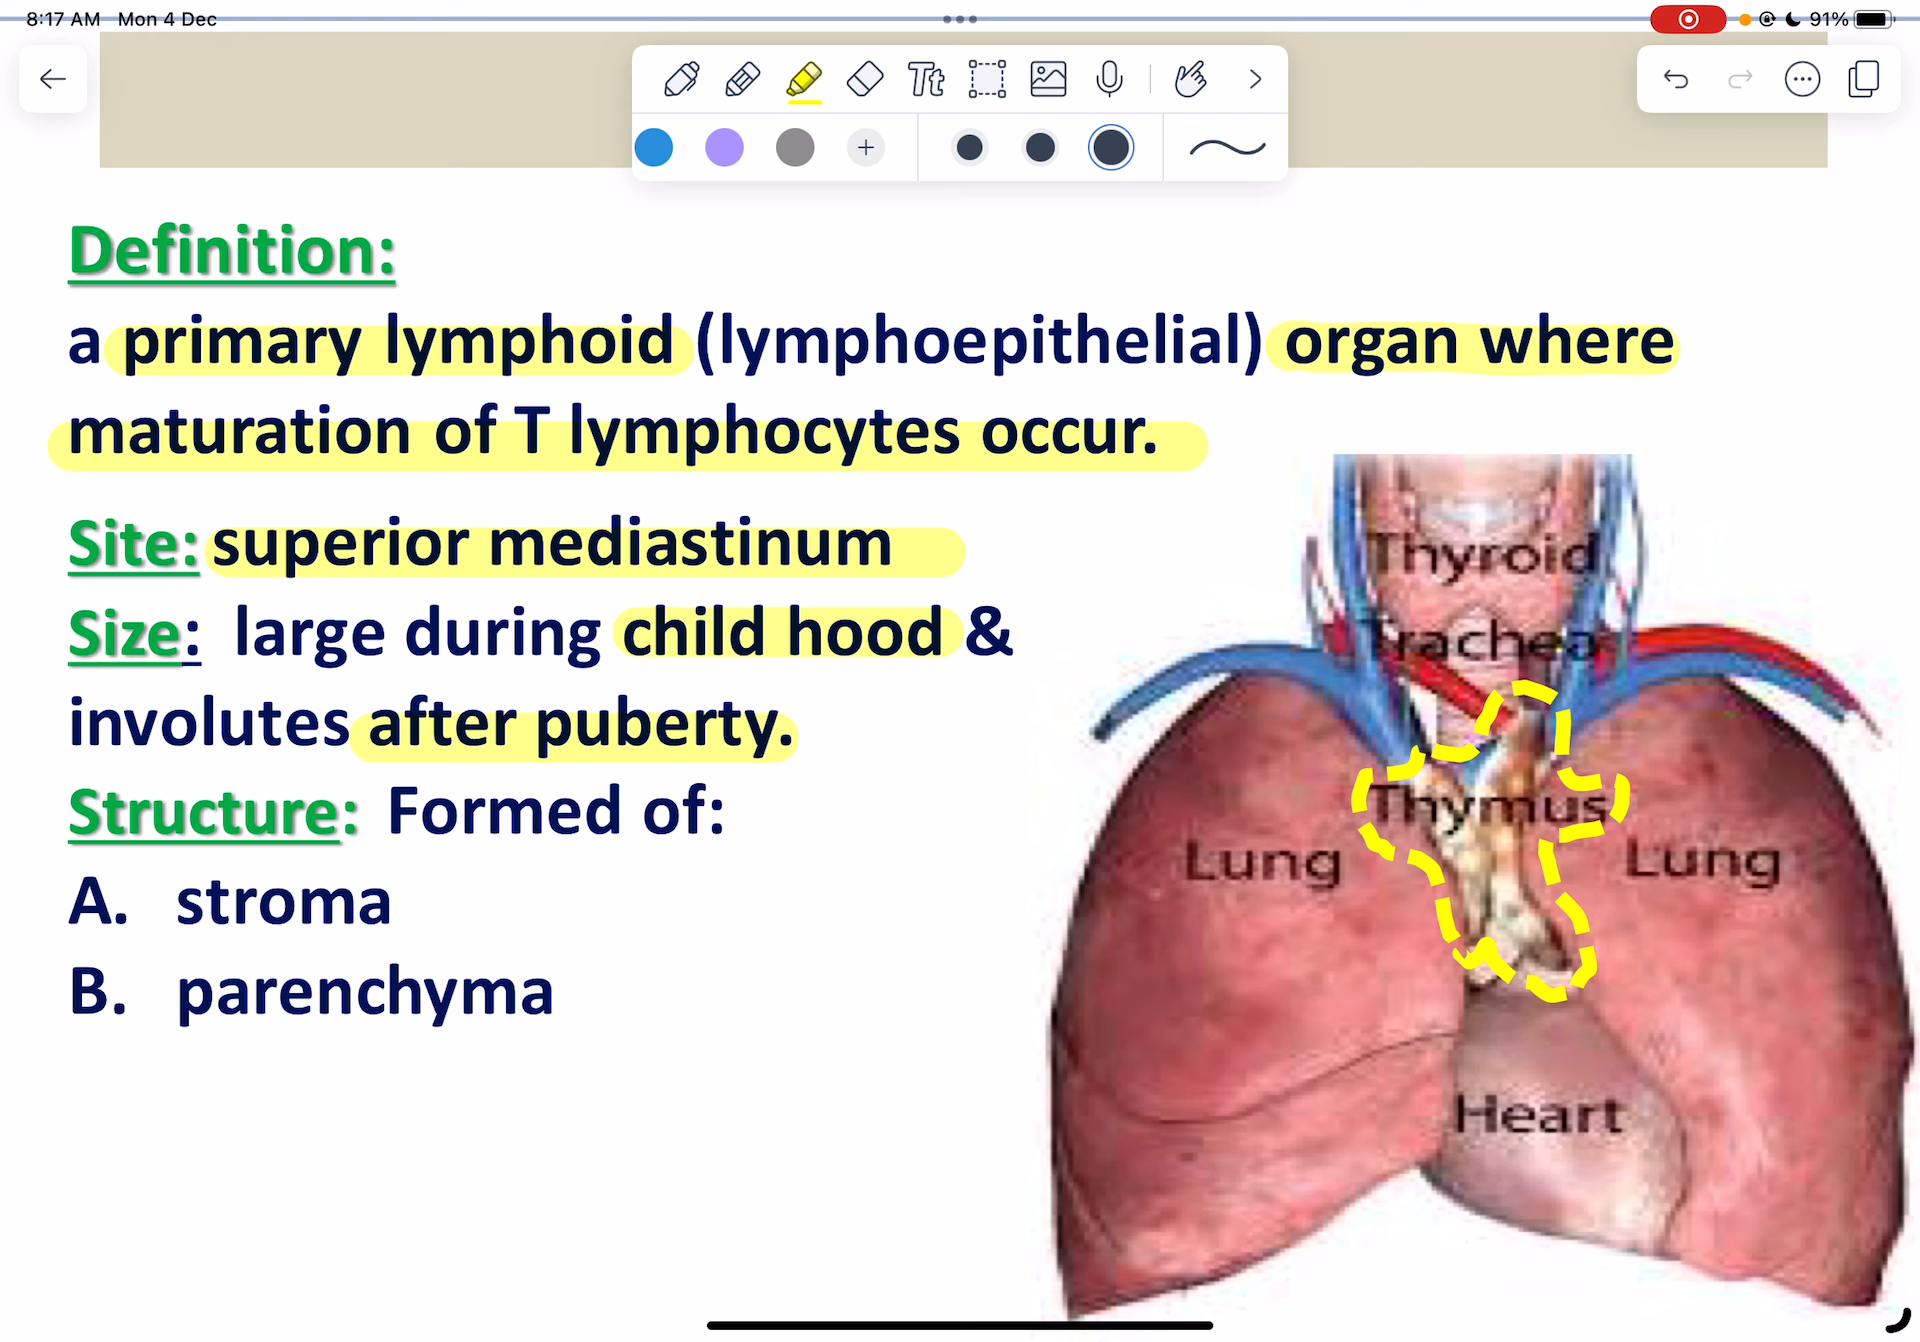 8:17 AM Mon 4 Dec
91%
Tt
Definition:
a primary lymphoid (lymphoepithelial) organ where
maturation of T lymphocytes occur.
Site: superior mediastinum
Size: large during child hood &
involutes after puberty.
Structure: Formed of:
A. stroma
B. parenchyma
Thyroid
Trachea
Thymus
Lung
Lung
Heart